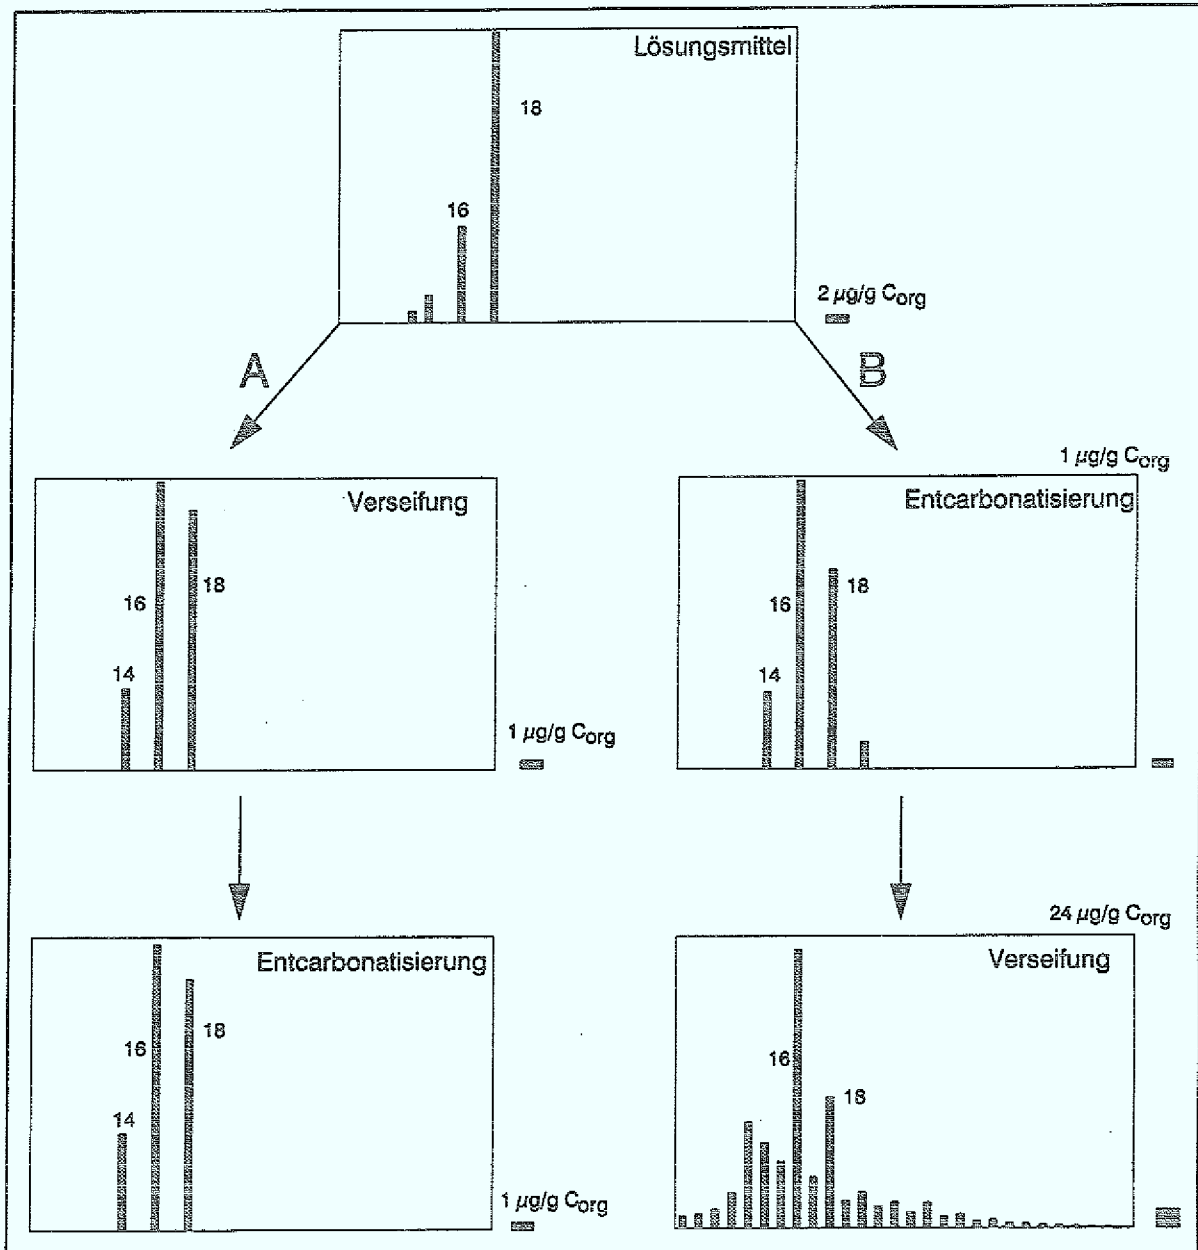 Lösungsmittel
18
16
2 µg/g Corg
A
B
1 µg/g Corg
Verseifung
16
18
14
1 µg/g Corg
Entcarbonatisierung
16
18
14
24 µg/g Corg
Entcarbonatisierung
16
18
14
1 µg/g Corg
Verseifung
16
18